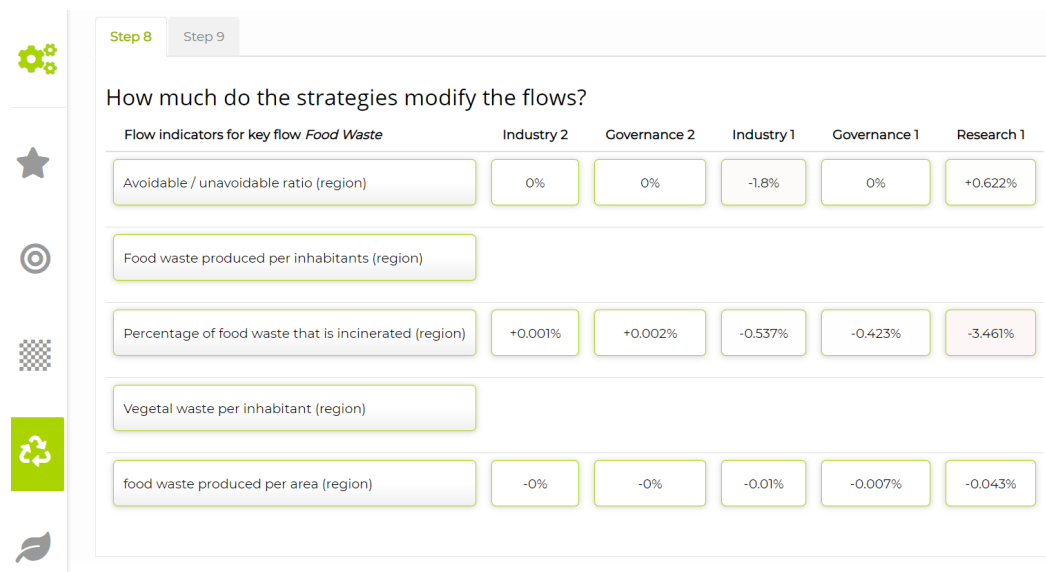 Step 8 Step 9
How much do the strategies modify the flows?
Flow indicators for key flow Food Waste Industry 2 Governance 2 Industry 1 Governance 1 Research 1
Avoidable / unavoidable ratio (region) 0% 0% -1.8% 0% +0.622%
Food waste produced per inhabitants (region)
Percentage of food waste that is incinerated (region) +0.001% +0.002% -0.537% -0.423% -3.461%
Vegetal waste per inhabitant (region)
food waste produced per area (region) -0% -0% -0.01% -0.007% -0.043%